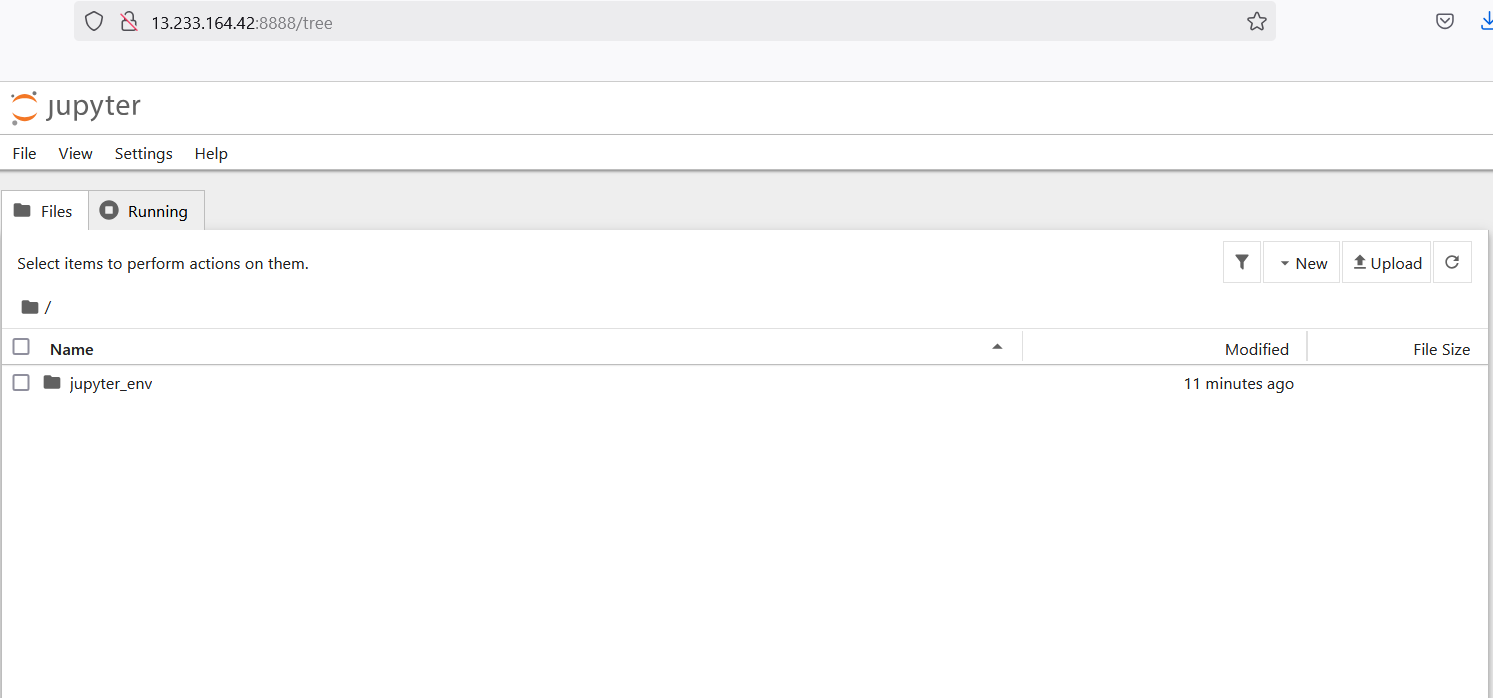 13.233.164.42:8888/tree
jupyter
File View Settings Help
Files Running
Select items to perform actions on them.
New Upload
/
Name Modified File Size
jupyter_env 11 minutes ago